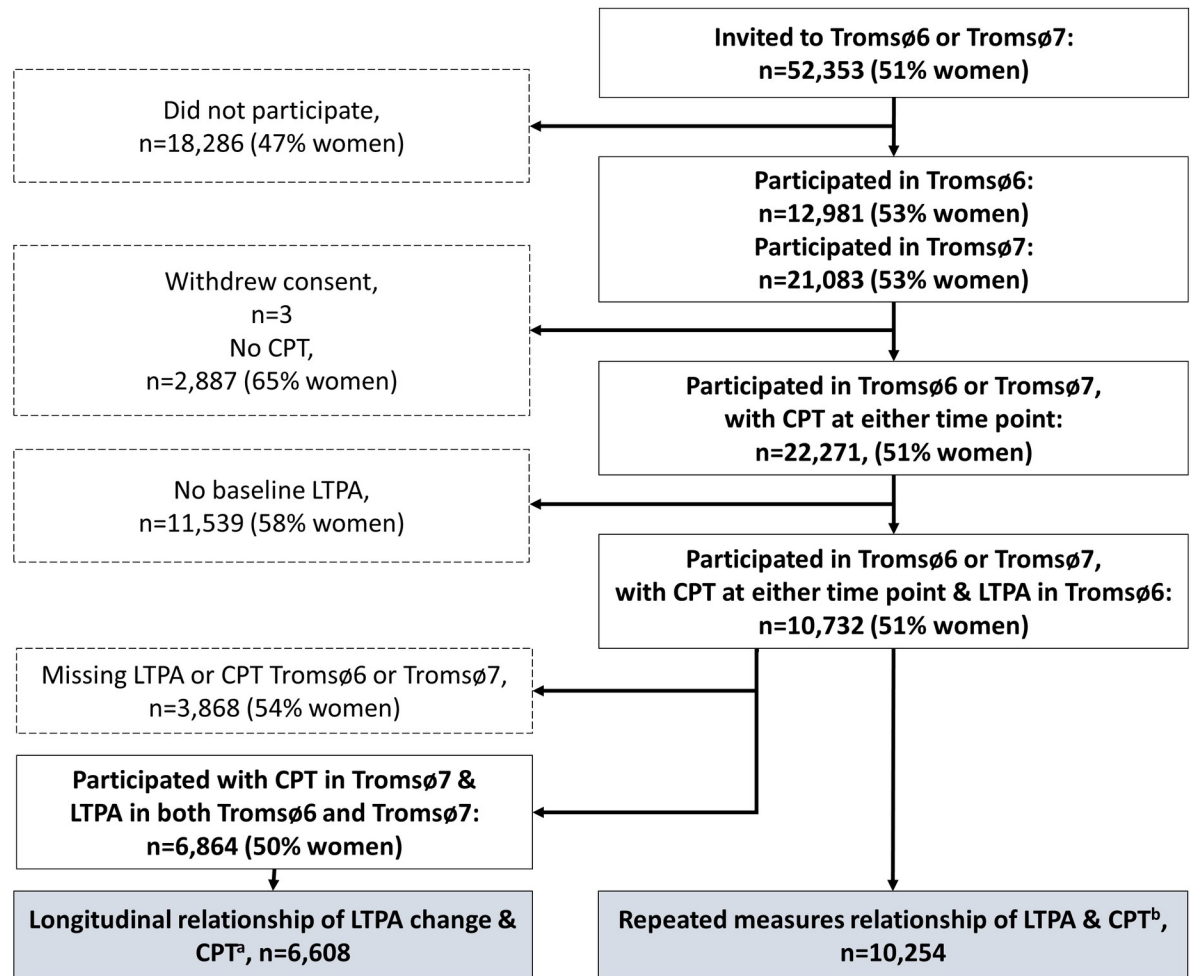 Invited to Tromsø6 or Tromsø7:
n=52,353 (51% women)
Did not participate,
n=18,286 (47% women)
Participated in Tromsø6:
n=12,981 (53% women)
Participated in Tromsø7:
n=21,083 (53% women)
Withdrew consent,
n=3
No CPT,
n=2,887 (65% women)
Participated in Tromsø6 or Tromsø7,
with CPT at either time point:
n=22,271, (51% women)
No baseline LTPA,
n=11,539 (58% women)
Participated in Tromsø6 or Tromsø7,
with CPT at either time point & LTPA in Tromsø6:
n=10,732 (51% women)
Missing LTPA or CPT Tromsø6 or Tromsø7,
n=3,868 (54% women)
Participated with CPT in Tromsø7 &
LTPA in both Tromsø6 and Tromsø7:
n=6,864 (50% women)
Longitudinal relationship of LTPA change &
CPTᵃ, n=6,608
Repeated measures relationship of LTPA & CPTᵇ,
n=10,254